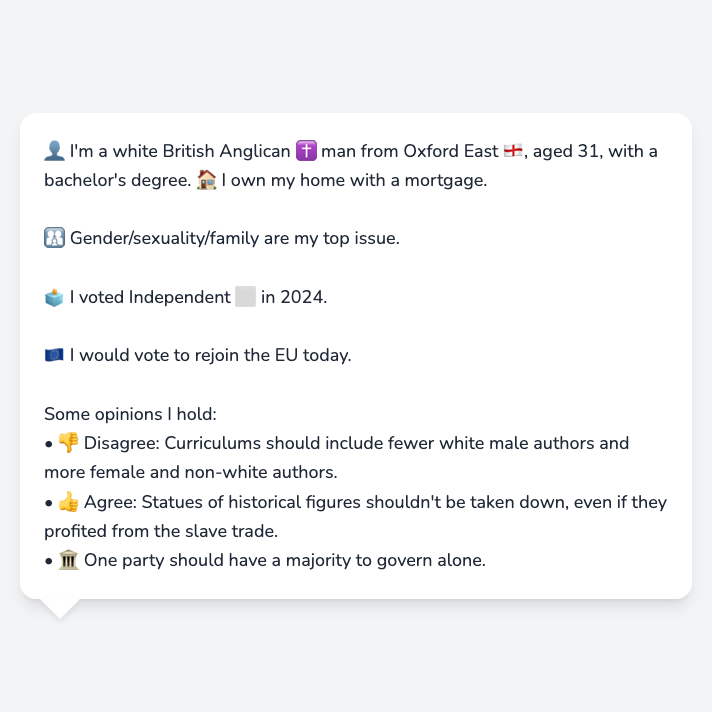 👤 I'm a white British Anglican ✝️ man from Oxford East 🏴󠁧󠁢󠁥󠁮󠁧󠁿, aged 31, with a
bachelor's degree. 🏠 I own my home with a mortgage.
🚻 Gender/sexuality/family are my top issue.
🗳️ I voted Independent ⬜ in 2024.
🇪🇺 I would vote to rejoin the EU today.
Some opinions I hold:
• 👎 Disagree: Curriculums should include fewer white male authors and
more female and non-white authors.
• 👍 Agree: Statues of historical figures shouldn't be taken down, even if they
profited from the slave trade.
• 🏛️ One party should have a majority to govern alone.